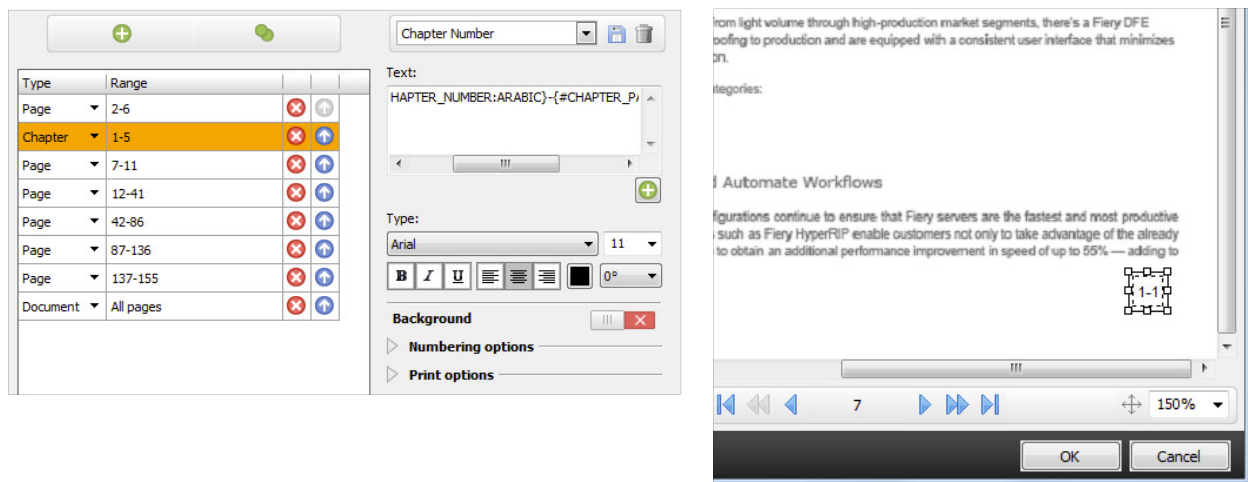 Chapter Number
Text:
HAPTER_NUMBER:ARABIC}-{#CHAPTER_P
Type Range
Page 2-6
Chapter 1-5
Page 7-11
Page 12-41
Page 42-86
Page 87-136
Page 137-155
Document All pages
Type:
Arial 11
B I U 0°
Background
Numbering options
Print options
from light volume through high-production market segments, there's a Fiery DFE
oofing to production and are equipped with a consistent user interface that minimizes
on.
ategories:
d Automate Workflows
figurations continue to ensure that Fiery servers are the fastest and most productive
such as Fiery HyperRIP enable customers not only to take advantage of the already
to obtain an additional performance improvement in speed of up to 55% — adding to
1-1
7 150%
OK Cancel